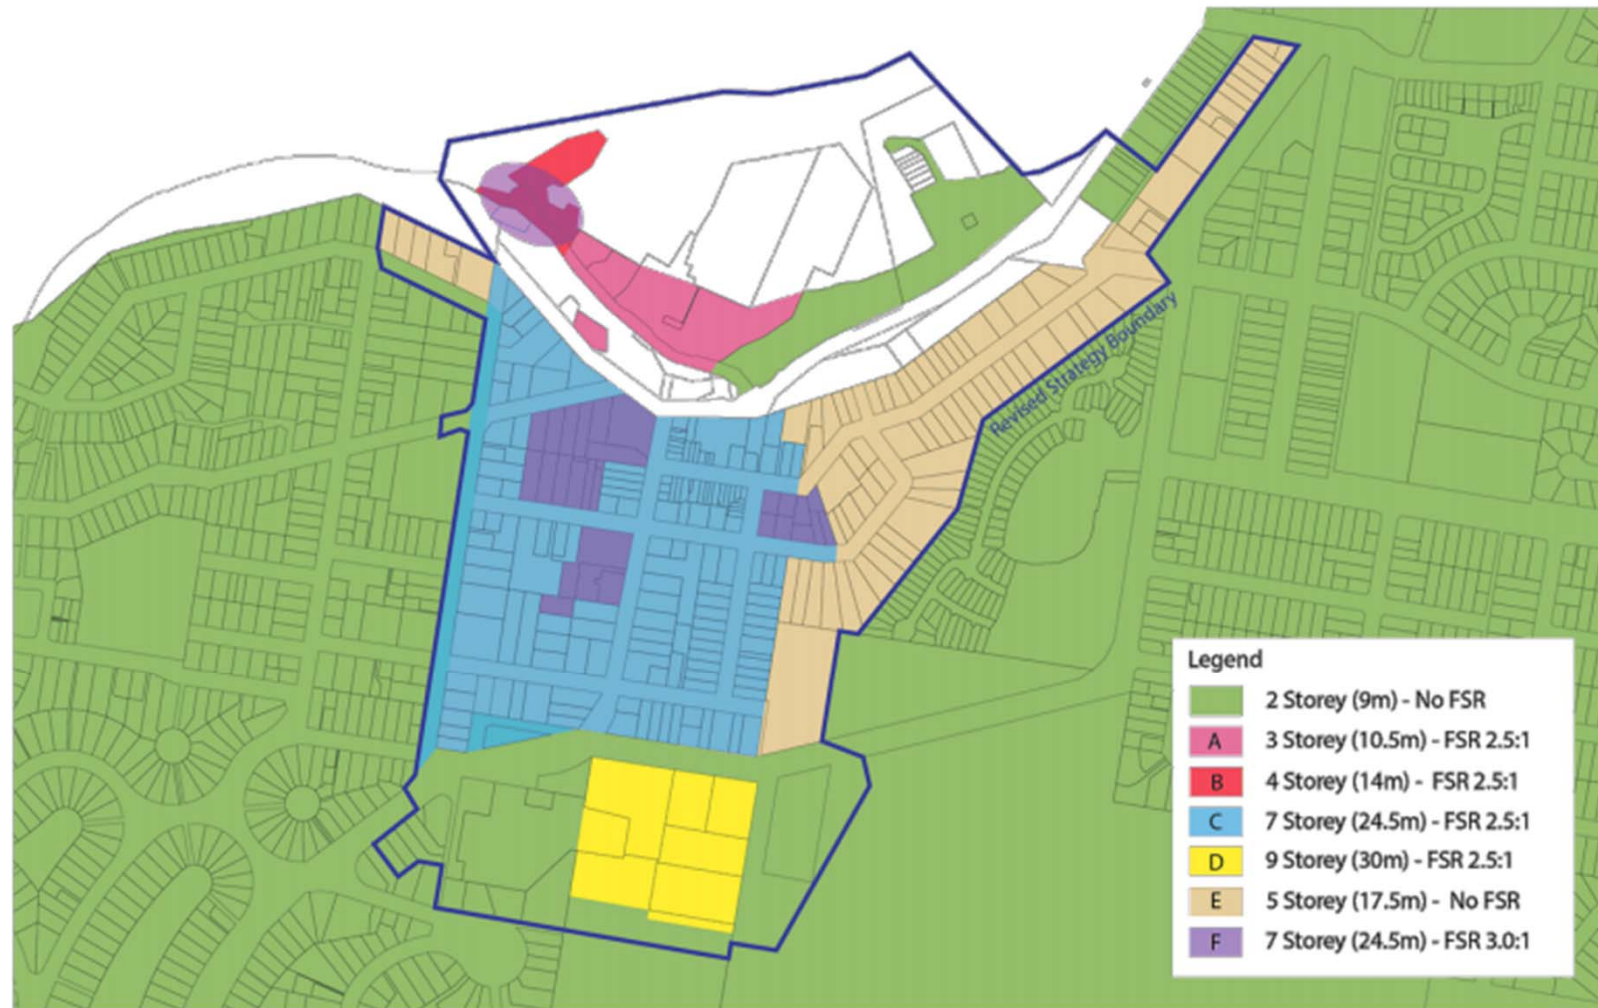 Revised Strategy Boundary
Legend
2 Storey (9m) - No FSR
A 3 Storey (10.5m) - FSR 2.5:1
B 4 Storey (14m) - FSR 2.5:1
C 7 Storey (24.5m) - FSR 2.5:1
D 9 Storey (30m) - FSR 2.5:1
E 5 Storey (17.5m) - No FSR
F 7 Storey (24.5m) - FSR 3.0:1